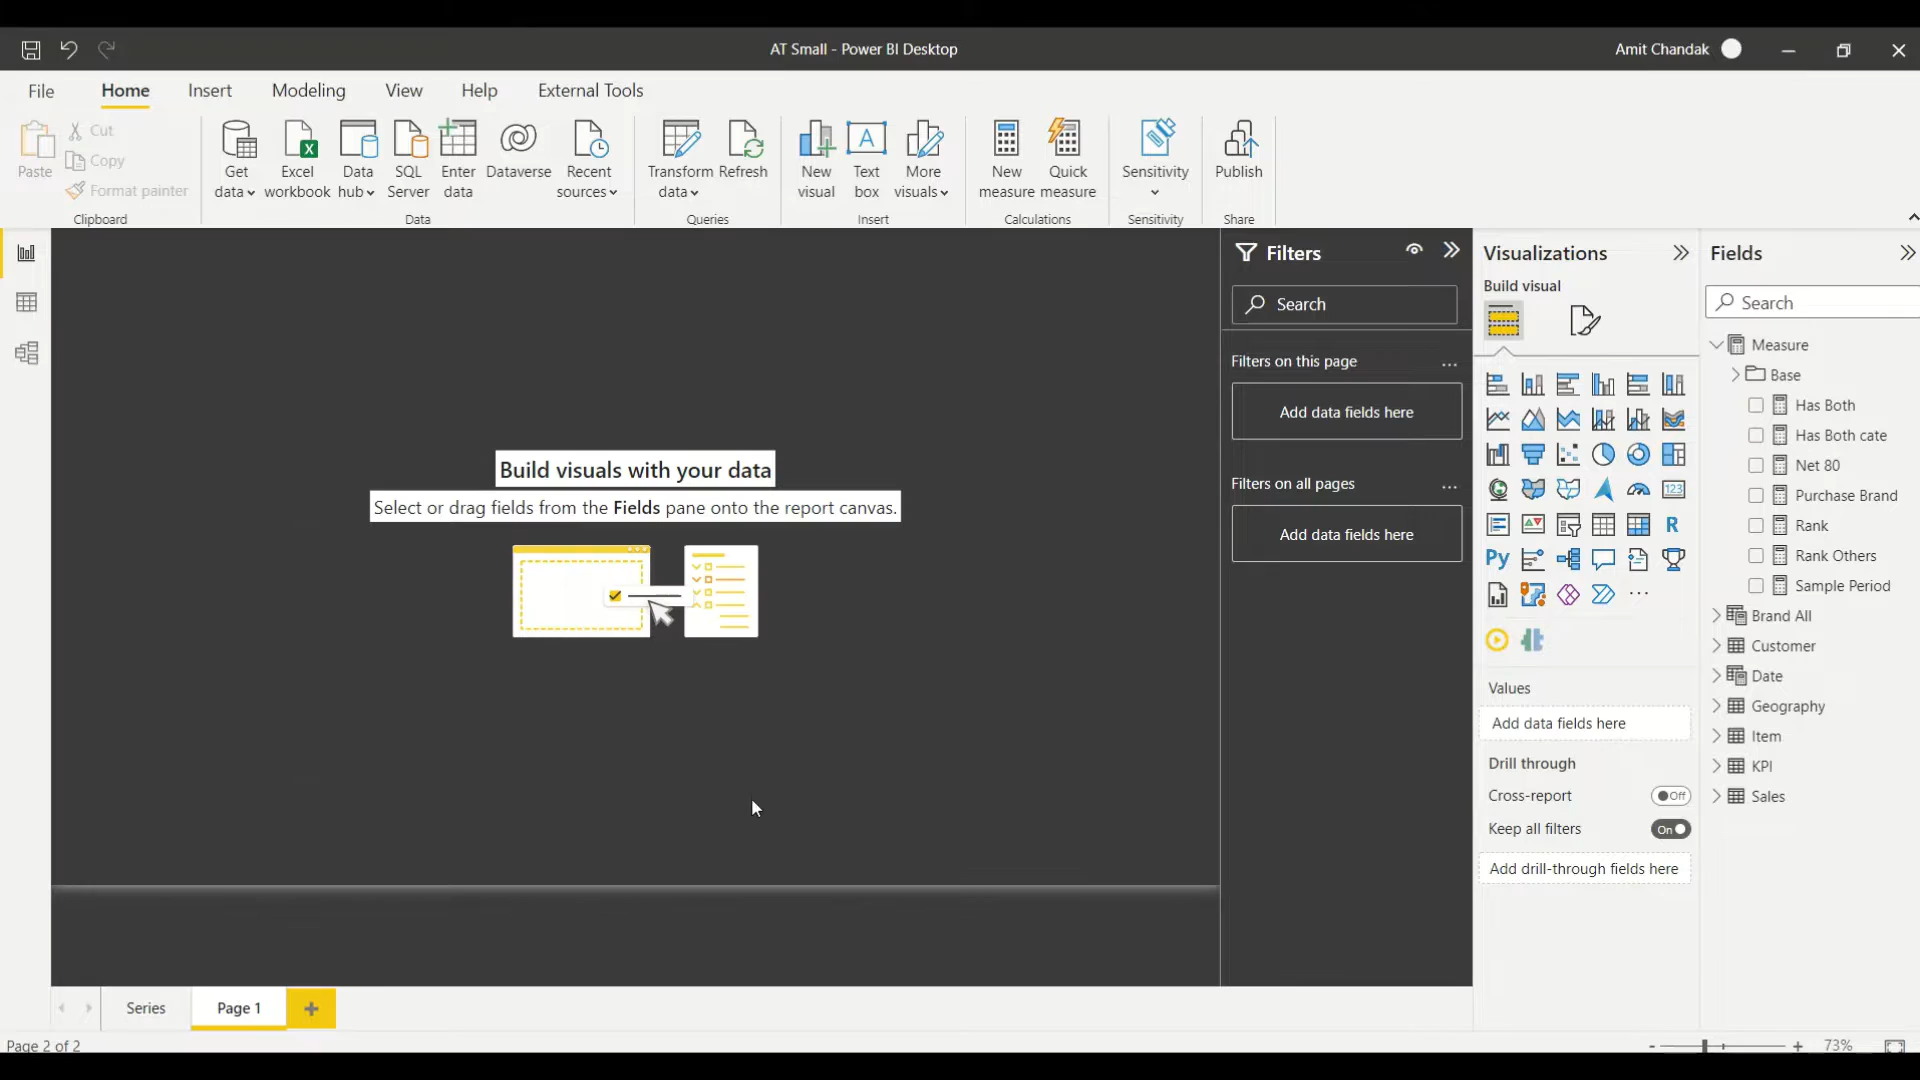 AT Small - Power BI Desktop
Amit Chandak
File Home Insert Modeling View Help External Tools
Paste
Cut
Copy
Format painter
Clipboard
Get data
Excel workbook
Data hub
SQL Server
Enter data
Dataverse
Recent sources
Data
Transform data
Refresh
Queries
New visual
Text box
More visuals
Insert
New measure
Quick measure
Calculations
Sensitivity
Sensitivity
Publish
Share
Build visuals with your data
Select or drag fields from the Fields pane onto the report canvas.
Filters
Search
Filters on this page
...
Add data fields here
Filters on all pages
...
Add data fields here
Visualizations
Build visual
123
R
Py
...
Values
Add data fields here
Drill through
Cross-report
Off
Keep all filters
On
Add drill-through fields here
Fields
Search
Measure
Base
Has Both
Has Both cate
Net 80
Purchase Brand
Rank
Rank Others
Sample Period
Brand All
Customer
Date
Geography
Item
KPI
Sales
Series
Page 1
+
Page 2 of 2
- + 73%